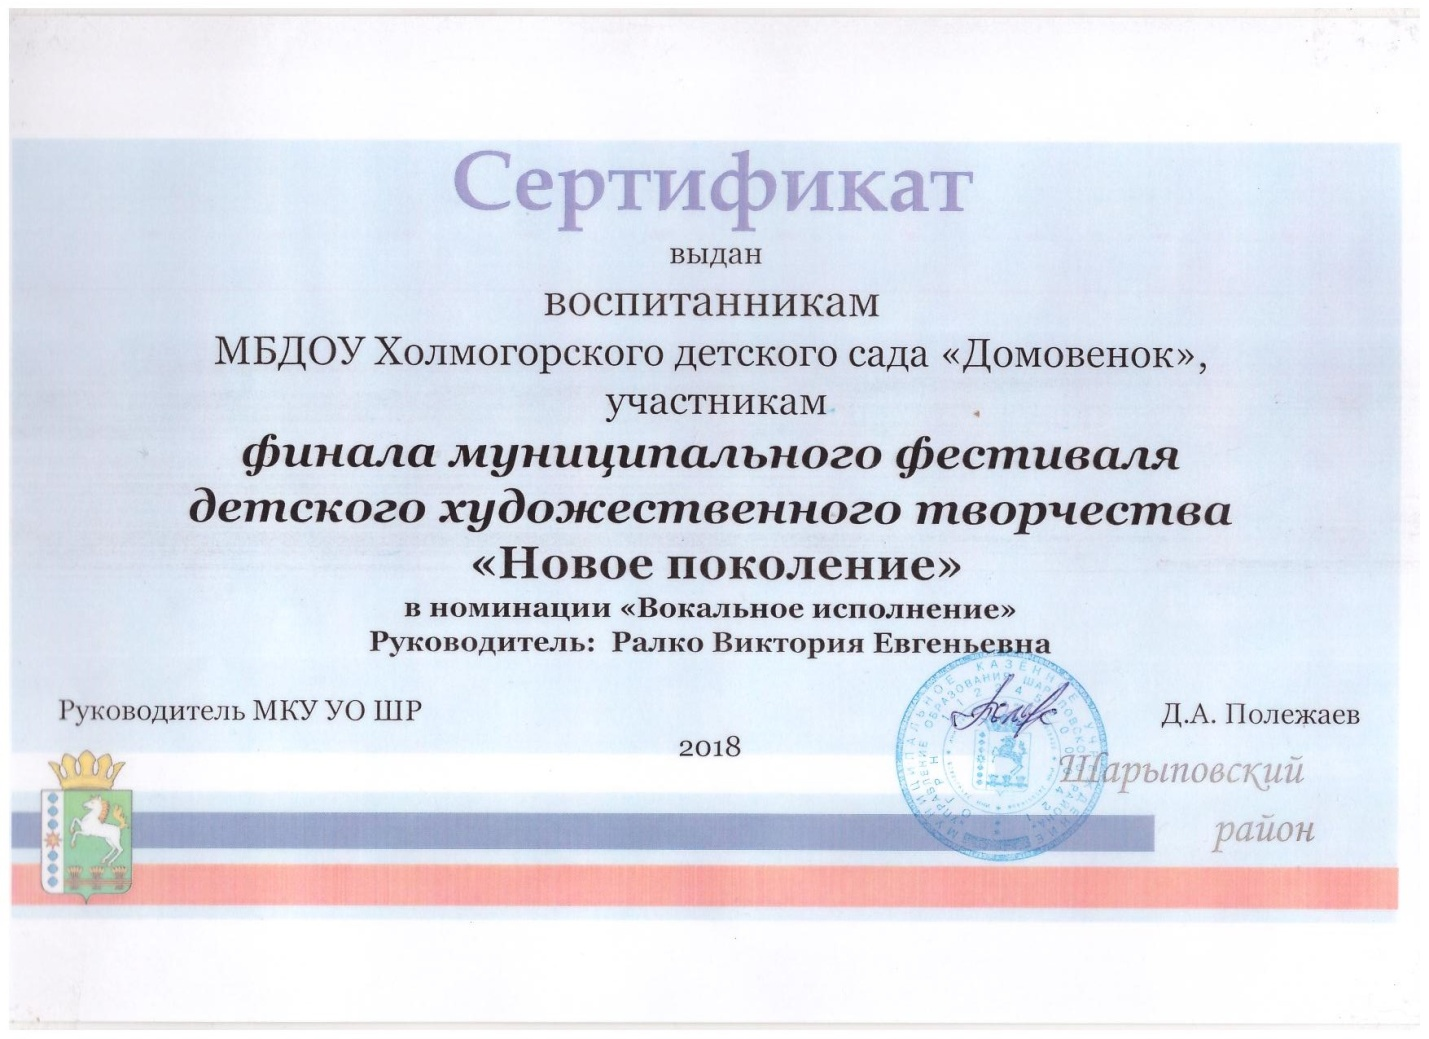 Сертификат
выдан
воспитанникам
МБДОУ Холмогорского детского сада «Домовенок»,
участникам
финала муниципального фестиваля
детского художественного творчества
«Новое поколение»
в номинации «Вокальное исполнение»
Руководитель: Ралко Виктория Евгеньевна
Руководитель МКУ УО ШР
Д.А. Полежаев
2018
Шарыповский
район